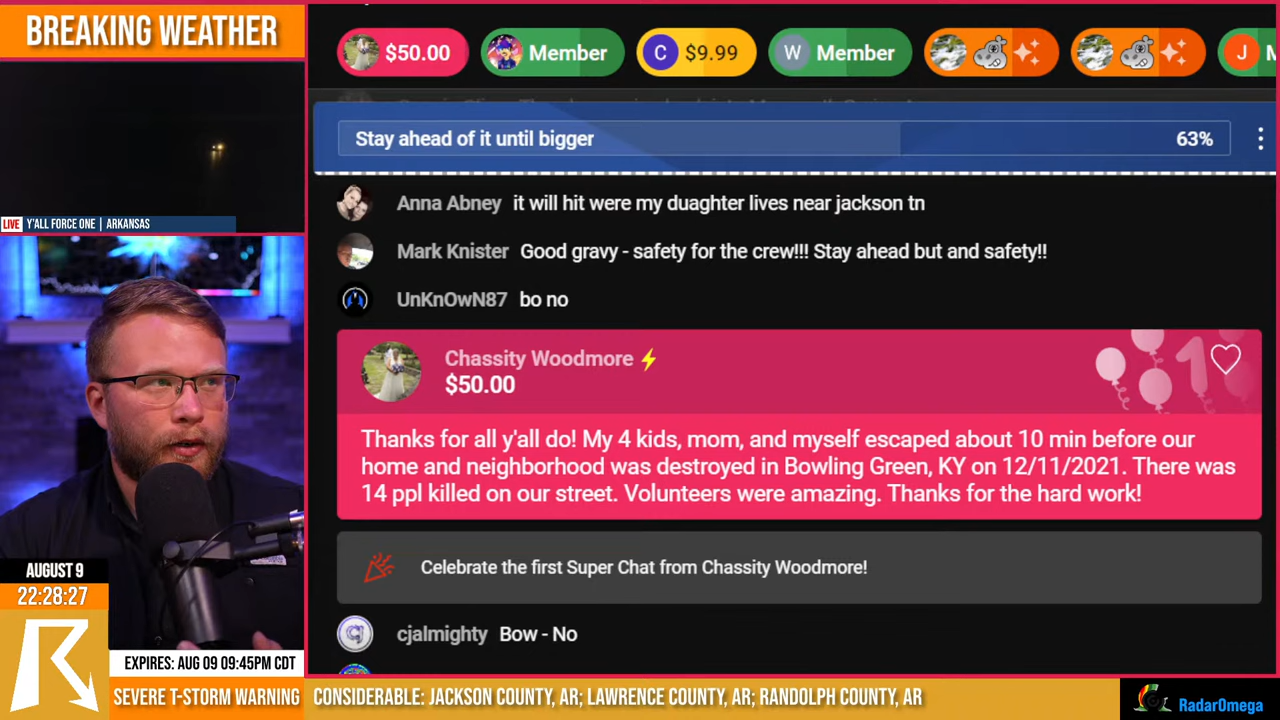 BREAKING WEATHER
LIVE Y'ALL FORCE ONE | ARKANSAS
$50.00 Member C $9.99 W Member J
Stay ahead of it until bigger 63%
Anna Abney it will hit were my duaghter lives near jackson tn
Mark Knister Good gravy - safety for the crew!!! Stay ahead but and safety!!
UnKnOwN87 bo no
Chassity Woodmore
$50.00
Thanks for all y'all do! My 4 kids, mom, and myself escaped about 10 min before our
home and neighborhood was destroyed in Bowling Green, KY on 12/11/2021. There was
14 ppl killed on our street. Volunteers were amazing. Thanks for the hard work!
Celebrate the first Super Chat from Chassity Woodmore!
cjalmighty Bow - No
AUGUST 9
22:28:27
EXPIRES: AUG 09 09:45PM CDT
SEVERE T-STORM WARNING
CONSIDERABLE: JACKSON COUNTY, AR; LAWRENCE COUNTY, AR; RANDOLPH COUNTY, AR
RadarOmega